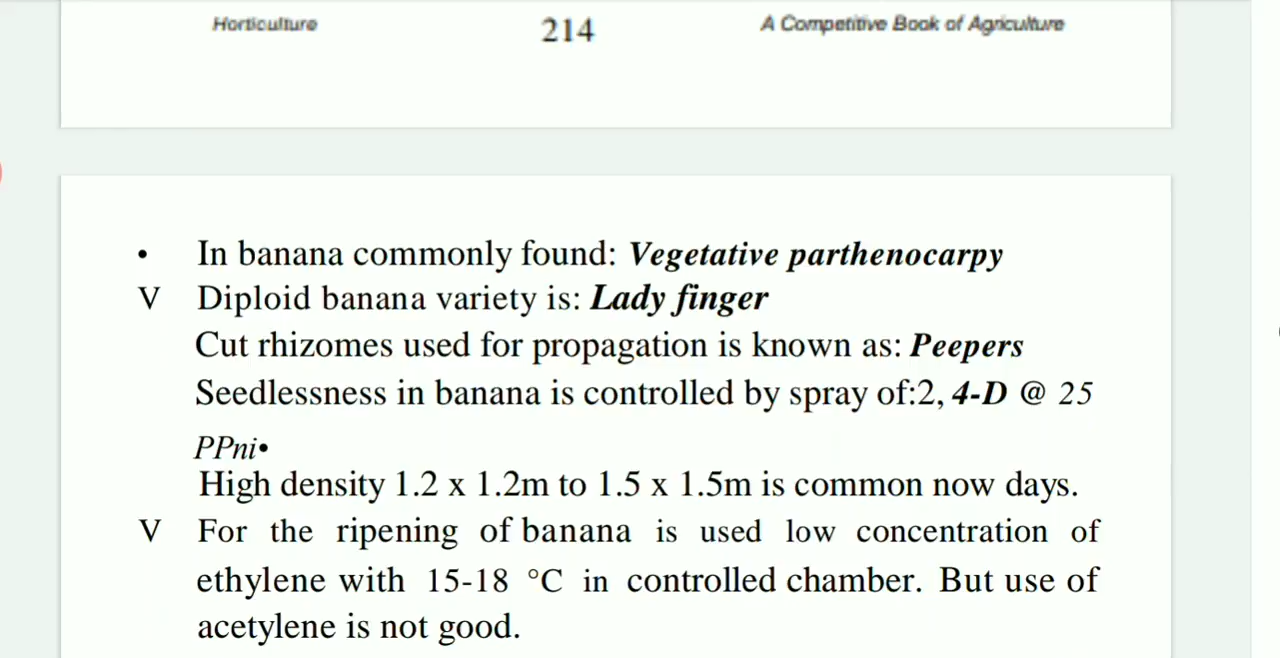 Horticulture 214 A Competitive Book of Agriculture
• In banana commonly found: Vegetative parthenocarpy
V Diploid banana variety is: Lady finger
Cut rhizomes used for propagation is known as: Peepers
Seedlessness in banana is controlled by spray of:2, 4-D @ 25
PPni•
High density 1.2 x 1.2m to 1.5 x 1.5m is common now days.
V For the ripening of banana is used low concentration of
ethylene with 15-18 °C in controlled chamber. But use of
acetylene is not good.